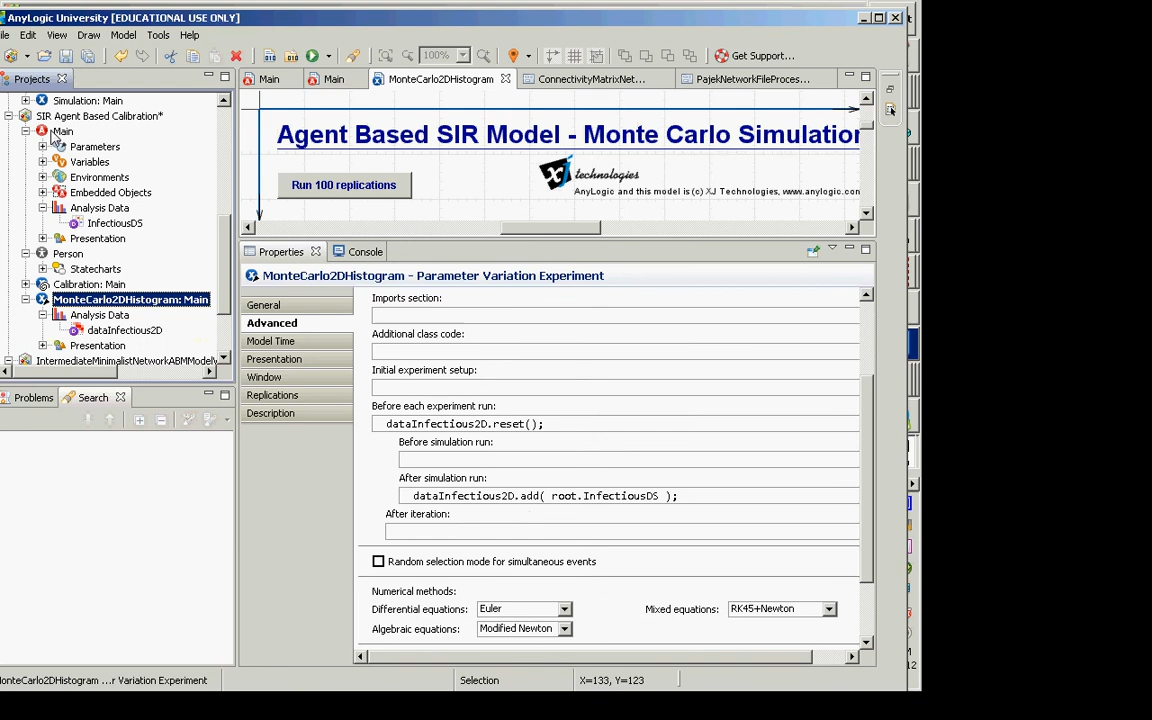 AnyLogic University [EDUCATIONAL USE ONLY]
Edit View Draw Model Tools Help
100% Get Support...
Projects
Main Main MonteCarlo2DHistogram ConnectivityMatrixNet... PajekNetworkFileProces...
Simulation: Main
SIR Agent Based Calibration*
Main
Parameters
Variables
Environments
Embedded Objects
Analysis Data
InfectiousDS
Presentation
Person
Statecharts
Calibration: Main
MonteCarlo2DHistogram: Main
Analysis Data
dataInfectious2D
Presentation
Problems Search
Agent Based SIR Model - Monte Carlo Simulation
Run 100 replications
xj technologies
AnyLogic and this model is (c) XJ Technologies, www.anylogic.com
Properties Console
MonteCarlo2DHistogram - Parameter Variation Experiment
General
Advanced
Model Time
Presentation
Window
Replications
Description
Imports section:
Additional class code:
Initial experiment setup:
Before each experiment run:
dataInfectious2D.reset();
Before simulation run:
After simulation run:
dataInfectious2D.add( root.InfectiousDS );
After iteration:
Random selection mode for simultaneous events
Numerical methods:
Differential equations: Euler Mixed equations: RK45+Newton
Algebraic equations: Modified Newton
MonteCarlo2DHistogram ...r Variation Experiment Selection X=133, Y=123